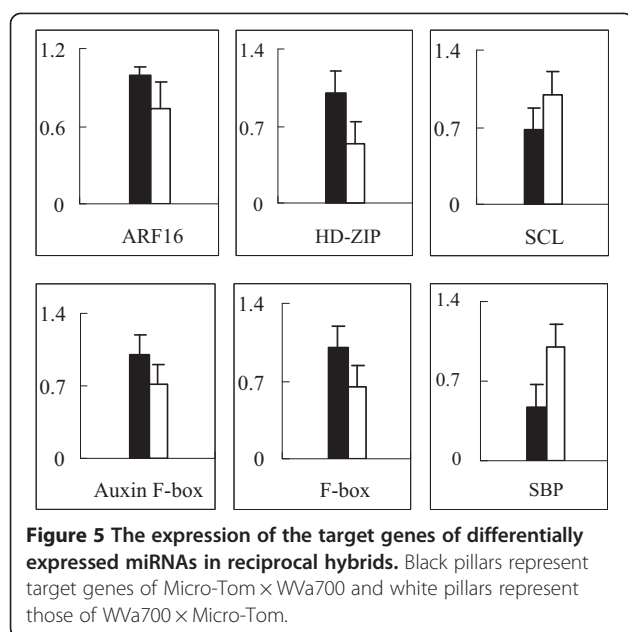 1.2
0.6
0
ARF16
1.4
0.7
0
HD-ZIP
1.4
0.7
0
SCL
1.4
0.7
0
Auxin F-box
1.4
0.7
0
F-box
1.4
0.7
0
SBP
Figure 5 The expression of the target genes of differentially
expressed miRNAs in reciprocal hybrids. Black pillars represent
target genes of Micro-Tom × WVa700 and white pillars represent
those of WVa700 × Micro-Tom.